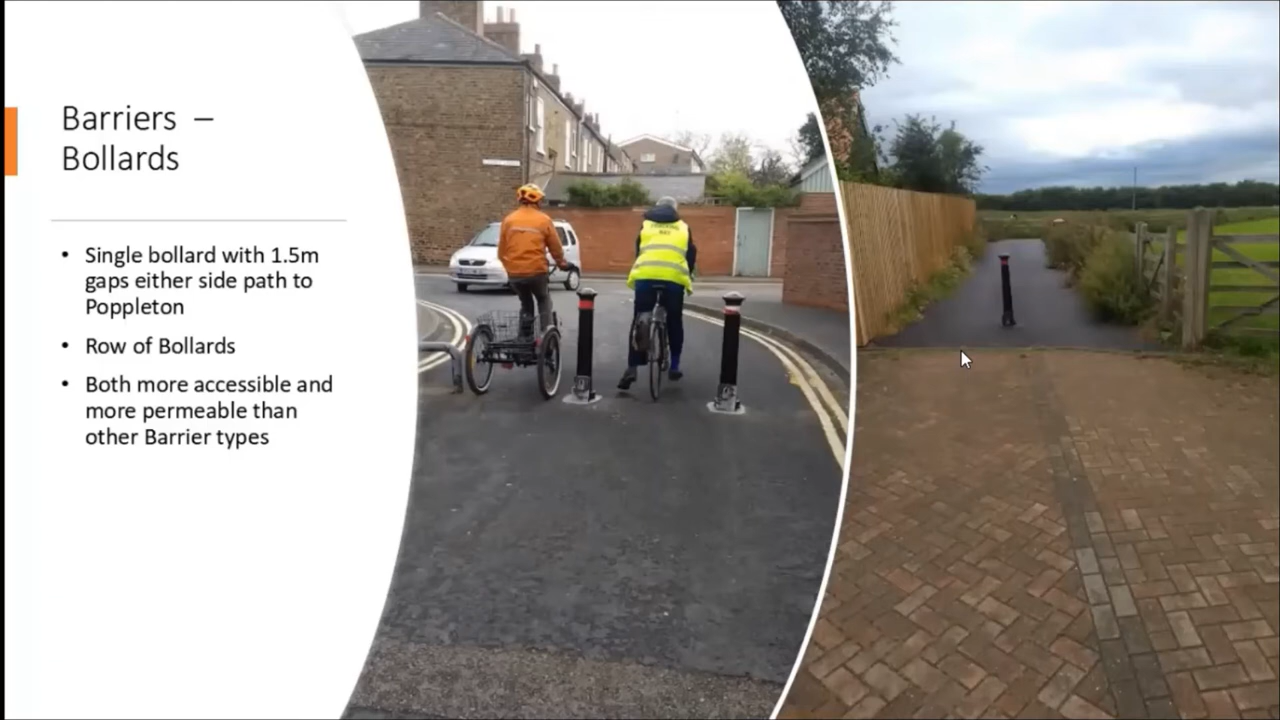 Barriers –
Bollards
• Single bollard with 1.5m
gaps either side path to
Poppleton
• Row of Bollards
• Both more accessible and
more permeable than
other Barrier types